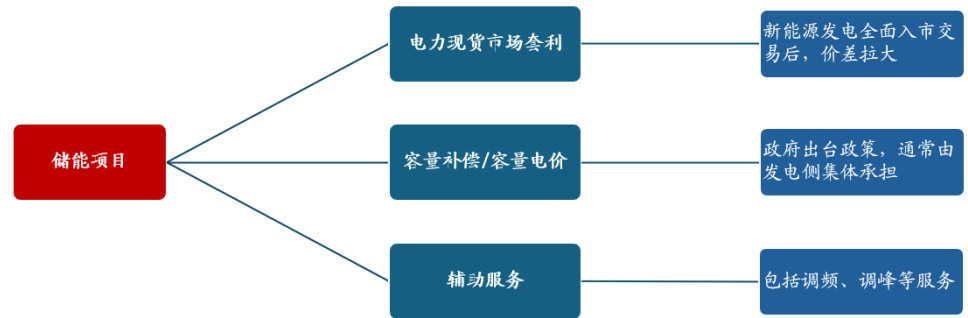 电力现货市场套利
新能源发电全面入市交
易后，价差拉大
储能项目
容量补偿/容量电价
政府出台政策，通常由
发电侧集体承担
辅助服务
包括调频、调峰等服务